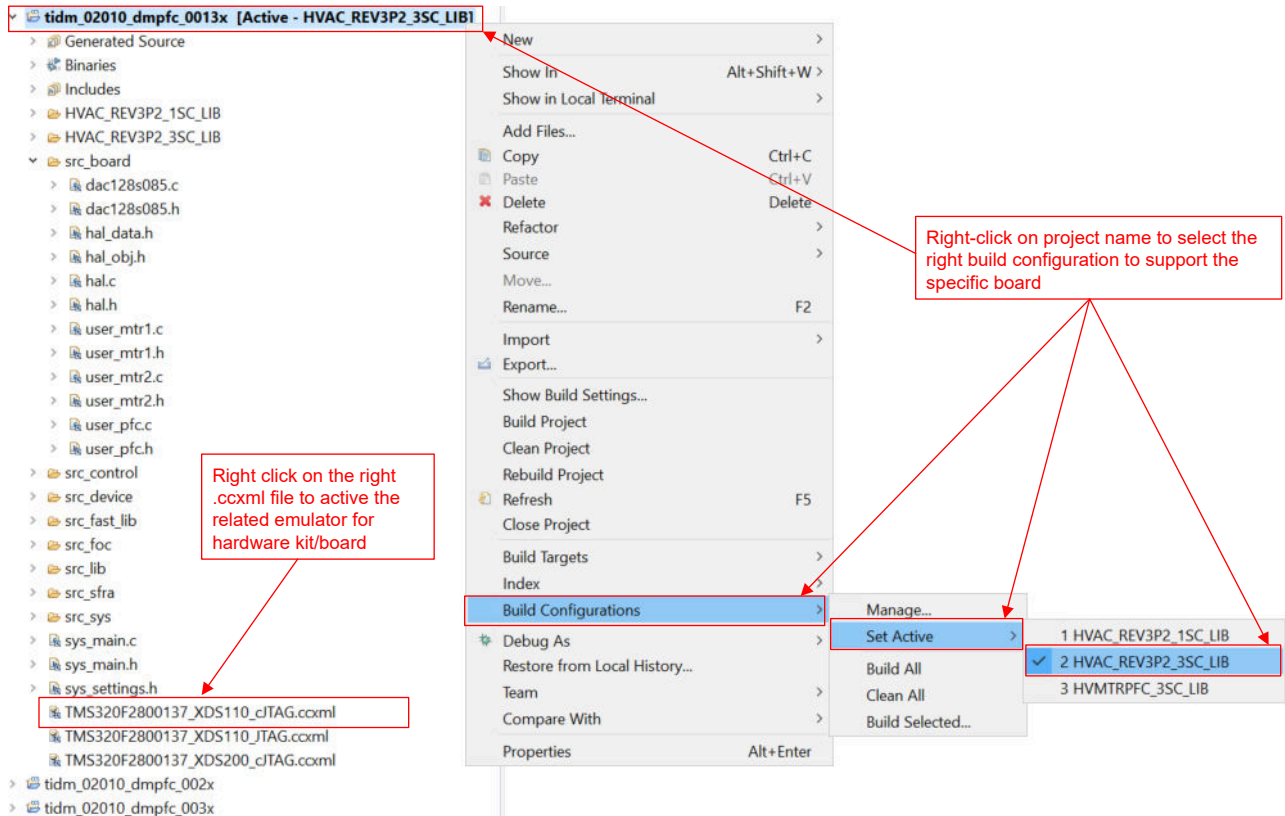 tidm_02010_dmpfc_0013x [Active - HVAC_REV3P2_3SC_LIB]
Generated Source
Binaries
Includes
HVAC_REV3P2_1SC_LIB
HVAC_REV3P2_3SC_LIB
src_board
dac128s085.c
dac128s085.h
hal_data.h
hal_obj.h
hal.c
hal.h
user_mtr1.c
user_mtr1.h
user_mtr2.c
user_mtr2.h
user_pfc.c
user_pfc.h
src_control
src_device
src_fast_lib
src_foc
src_lib
src_sfra
src_sys
sys_main.c
sys_main.h
sys_settings.h
TMS320F2800137_XDS110_cJTAG.ccxml
TMS320F2800137_XDS110_JTAG.ccxml
TMS320F2800137_XDS200_cJTAG.ccxml
tidm_02010_dmpfc_002x
tidm_02010_dmpfc_003x
Right click on the right
.ccxml file to active the
related emulator for
hardware kit/board
New
Show In Alt+Shift+W
Show in Local Terminal
Add Files...
Copy Ctrl+C
Paste Ctrl+V
Delete Delete
Refactor
Source
Move...
Rename... F2
Import
Export...
Show Build Settings...
Build Project
Clean Project
Rebuild Project
Refresh F5
Close Project
Build Targets
Index
Build Configurations
Debug As
Restore from Local History...
Team
Compare With
Properties Alt+Enter
Right-click on project name to select the
right build configuration to support the
specific board
Manage...
Set Active
Build All
Clean All
Build Selected...
1 HVAC_REV3P2_1SC_LIB
2 HVAC_REV3P2_3SC_LIB
3 HVMTRPFC_3SC_LIB